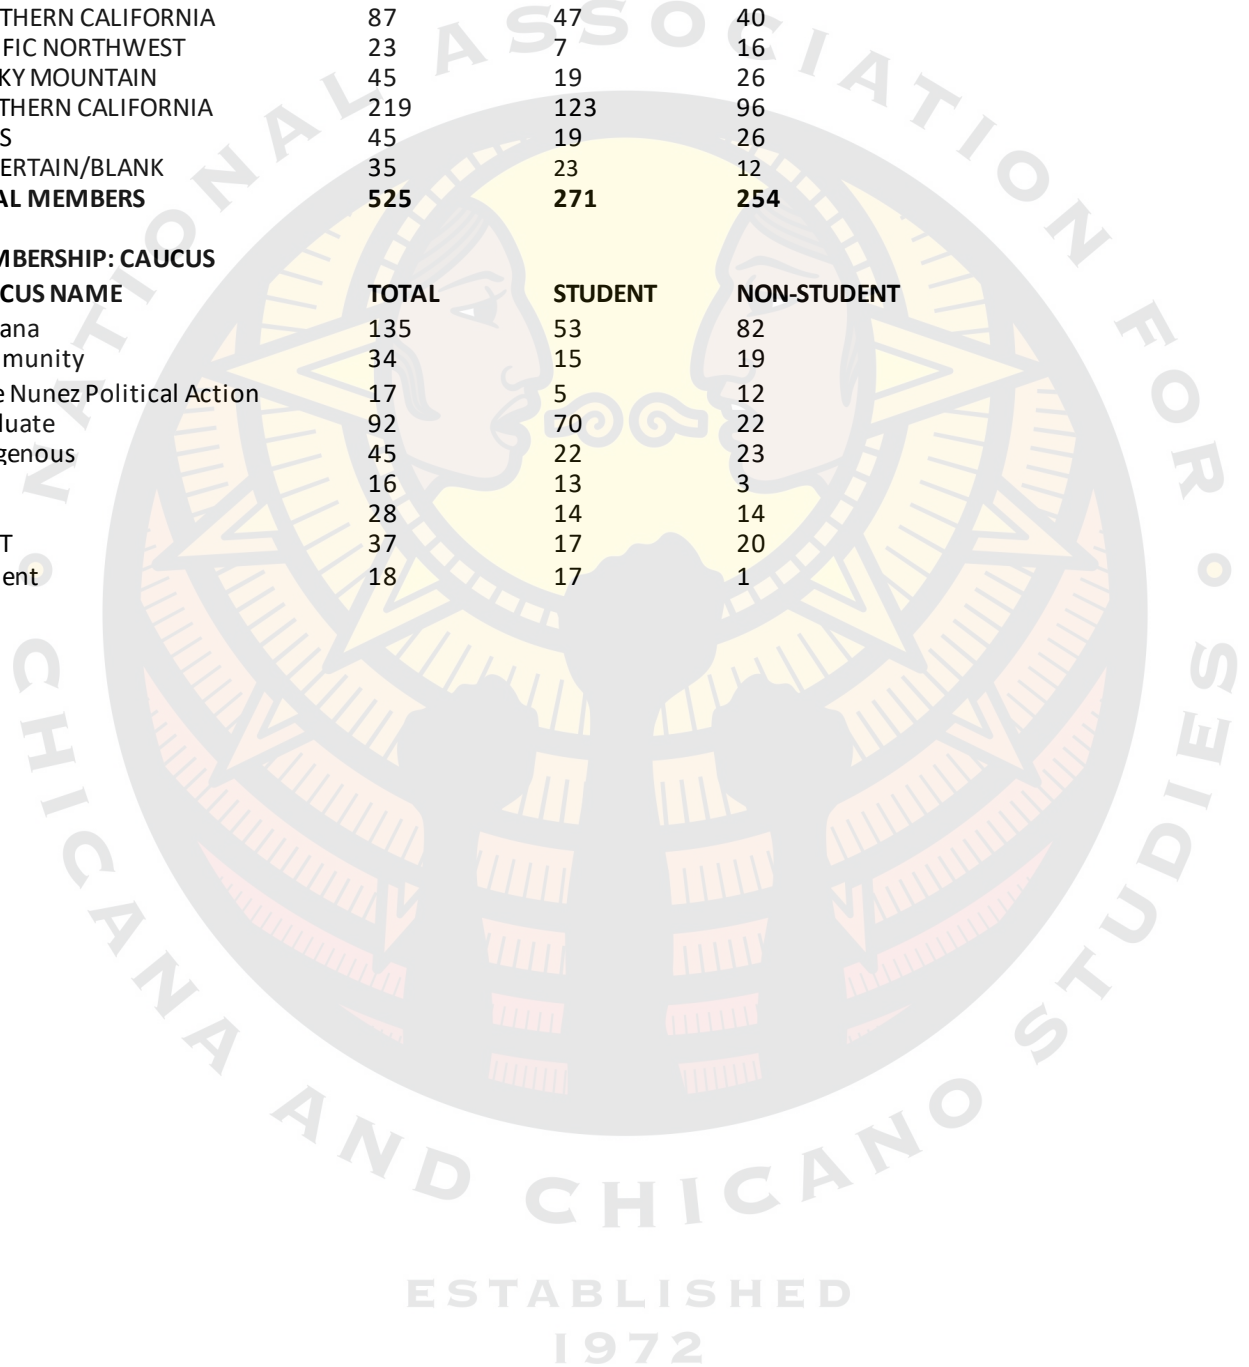 THERN CALIFORNIA 87 47 40
FIC NORTHWEST 23 7 16
KY MOUNTAIN 45 19 26
THERN CALIFORNIA 219 123 96
S 45 19 26
ERTAIN/BLANK 35 23 12
AL MEMBERS 525 271 254
MBERSHIP: CAUCUS
CUS NAME TOTAL STUDENT NON-STUDENT
ana 135 53 82
munity 34 15 19
e Nunez Political Action 17 5 12
luate 92 70 22
genous 45 22 23
16 13 3
28 14 14
T 37 17 20
ent 18 17 1
NATIONAL ASSOCIATION FOR
CHICANA AND CHICANO STUDIES
ESTABLISHED
1972